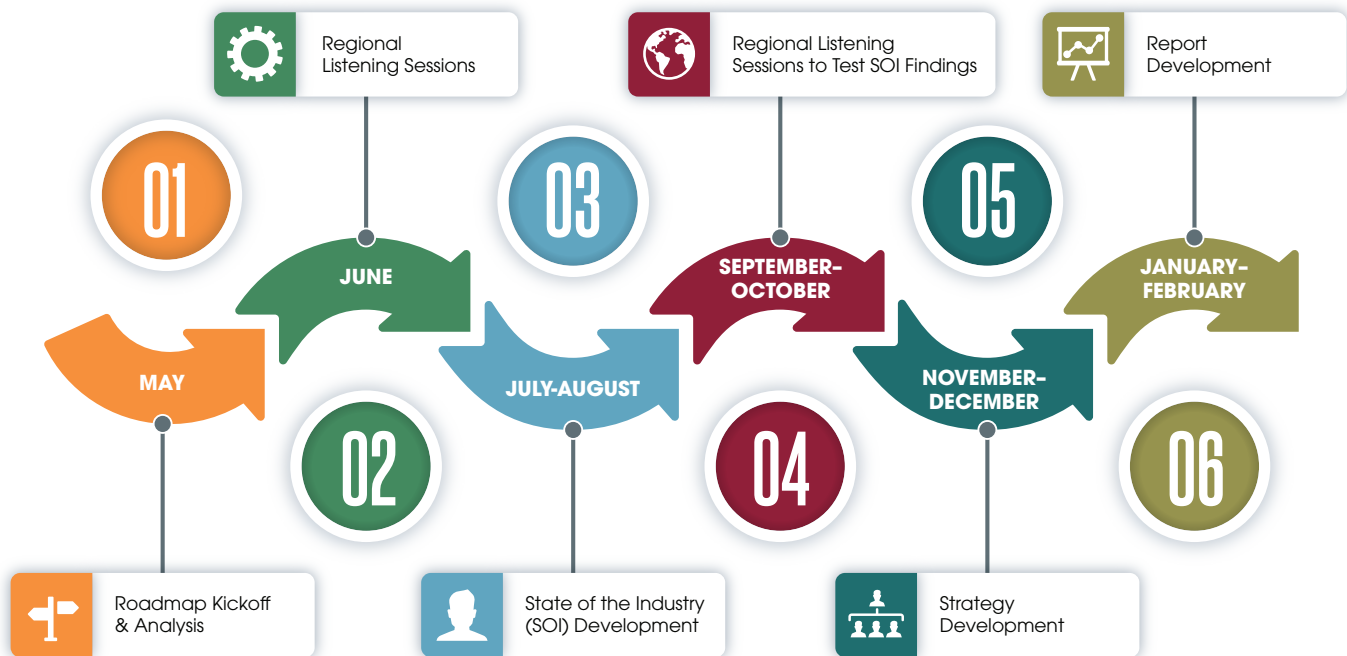 Regional
Listening Sessions
Regional Listening
Sessions to Test SOI Findings
Report
Development
01
03
05
JUNE
SEPTEMBER–
OCTOBER
JANUARY–
FEBRUARY
MAY
JULY-AUGUST
NOVEMBER–
DECEMBER
02
04
06
Roadmap Kickoff
& Analysis
State of the Industry
(SOI) Development
Strategy
Development